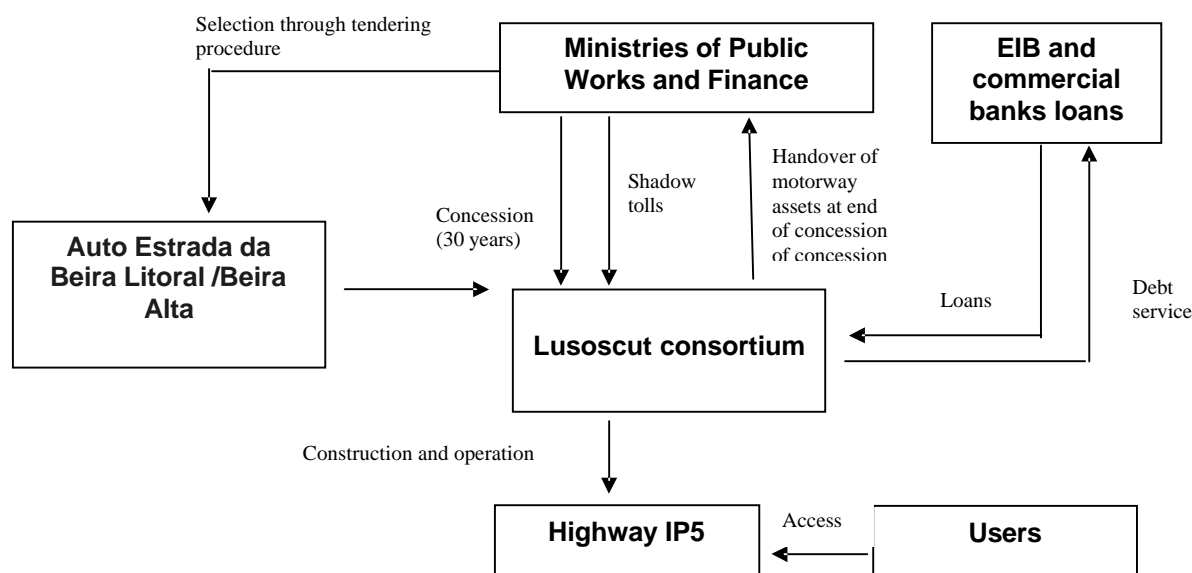 Selection through tendering
procedure
Ministries of Public
Works and Finance
EIB and
commercial
banks loans
Concession
(30 years)
Shadow
tolls
Handover of
motorway
assets at end
of concession
of concession
Auto Estrada da
Beira Litoral /Beira
Alta
Loans
Debt
service
Lusoscut consortium
Construction and operation
Highway IP5
Access
Users